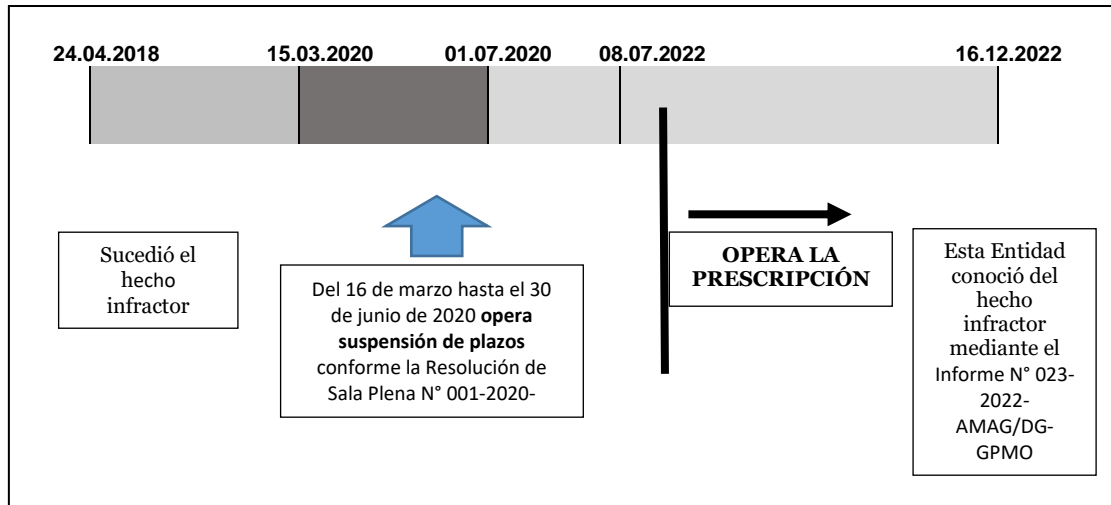 24.04.2018 15.03.2020 01.07.2020 08.07.2022 16.12.2022
Sucedió el
hecho
infractor
Del 16 de marzo hasta el 30
de junio de 2020 opera
suspensión de plazos
conforme la Resolución de
Sala Plena N° 001-2020-
OPERA LA
PRESCRIPCIÓN
Esta Entidad
conoció del
hecho
infractor
mediante el
Informe N° 023-
2022-
AMAG/DG-
GPMO